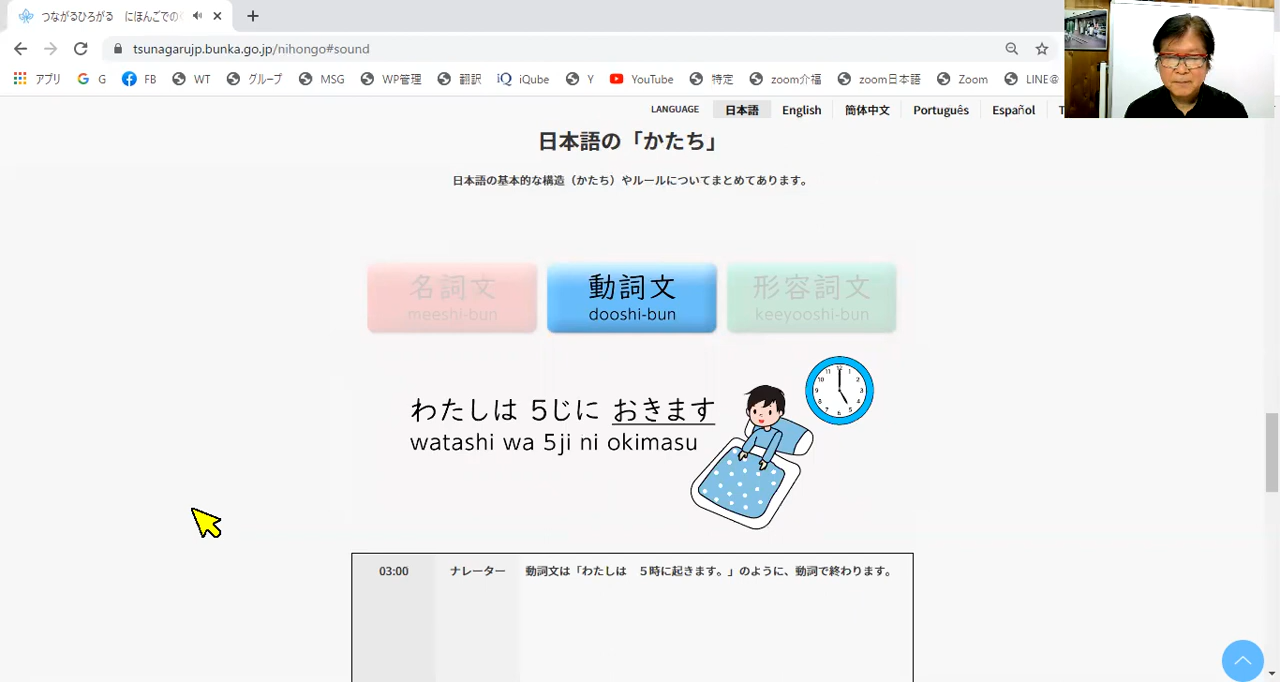 つながるひろがる にほんごでの
tsunagarujp.bunka.go.jp/nihongo#sound
アプリ G FB WT グループ MSG WP管理 翻訳 iQube Y YouTube 特定 zoom介福 zoom日本語 Zoom LINE@
LANGUAGE 日本語 English 简体中文 Português Español
日本語の「かたち」
日本語の基本的な構造（かたち）やルールについてまとめてあります。
名詞文 動詞文 形容詞文
meeshi-bun dooshi-bun keeyooshi-bun
わたしは 5じに おきます
watashi wa 5ji ni okimasu
03:00 ナレーター 動詞文は「わたしは　５時に起きます。」のように、動詞で終わります。